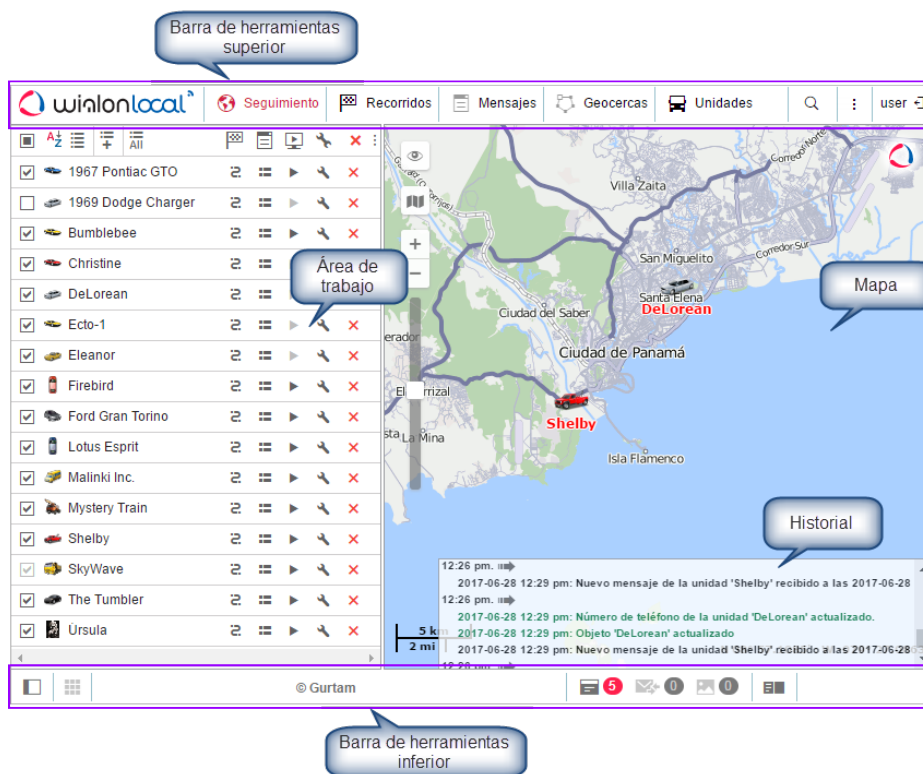 Barra de herramientas
superior
wialon local
Seguimiento
Recorridos
Mensajes
Geocercas
Unidades
user
A
Z
All
1967 Pontiac GTO
1969 Dodge Charger
Bumblebee
Christine
DeLorean
Ecto-1
Eleanor
Firebird
Ford Gran Torino
Lotus Esprit
Malinki Inc.
Mystery Train
Shelby
SkyWave
The Tumbler
Úrsula
Área de
trabajo
Corredor Norte
Villa Zaita
San Miguelito
Corredor Sur
Mapa
Santa Elena
DeLorean
Ciudad del Saber
Ciudad de Panamá
Shelby
La Mina
Isla Flamenco
Historial
12:26 pm.
2017-06-28 12:29 pm: Nuevo mensaje de la unidad 'Shelby' recibido a las 2017-06-28
12:26 pm.
2017-06-28 12:29 pm: Número de teléfono de la unidad 'DeLorean' actualizado.
2017-06-28 12:29 pm: Objeto 'DeLorean' actualizado
2017-06-28 12:29 pm: Nuevo mensaje de la unidad 'Shelby' recibido a las 2017-06-28
12:26 pm.
5 km
2 mi
© Gurtam
5
0
0
Barra de herramientas
inferior